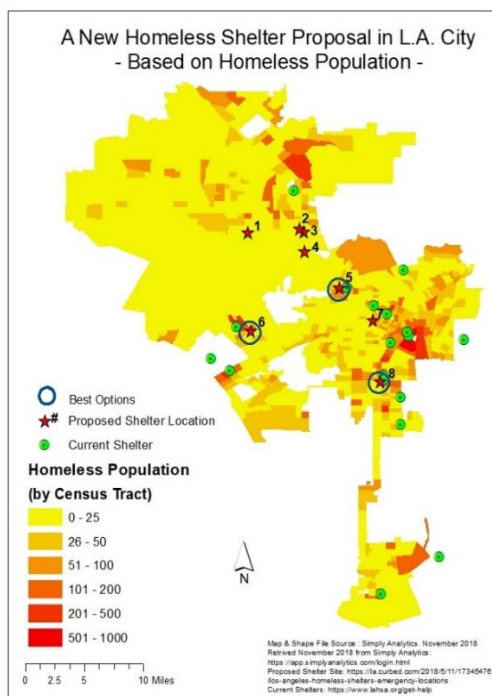 A New Homeless Shelter Proposal in L.A. City
- Based on Homeless Population -
1
2
3
4
5
6
7
8
Best Options
#
Proposed Shelter Location
Current Shelter
Homeless Population
(by Census Tract)
0 - 25
26 - 50
51 - 100
101 - 200
201 - 500
501 - 1000
N
0 2.5 5 10 Miles
Map & Shape File Source : Simply Analytics, November 2018
Retrived November 2018 from Simply Analytics:
https://app.simplyanalytics.com/login.html
Proposed Shelter Site: https://la.curbed.com/2018/5/11/17345476
/los-angeles-homeless-shelters-emergency-locations
Current Shelters: https://www.lahsa.org/get-help